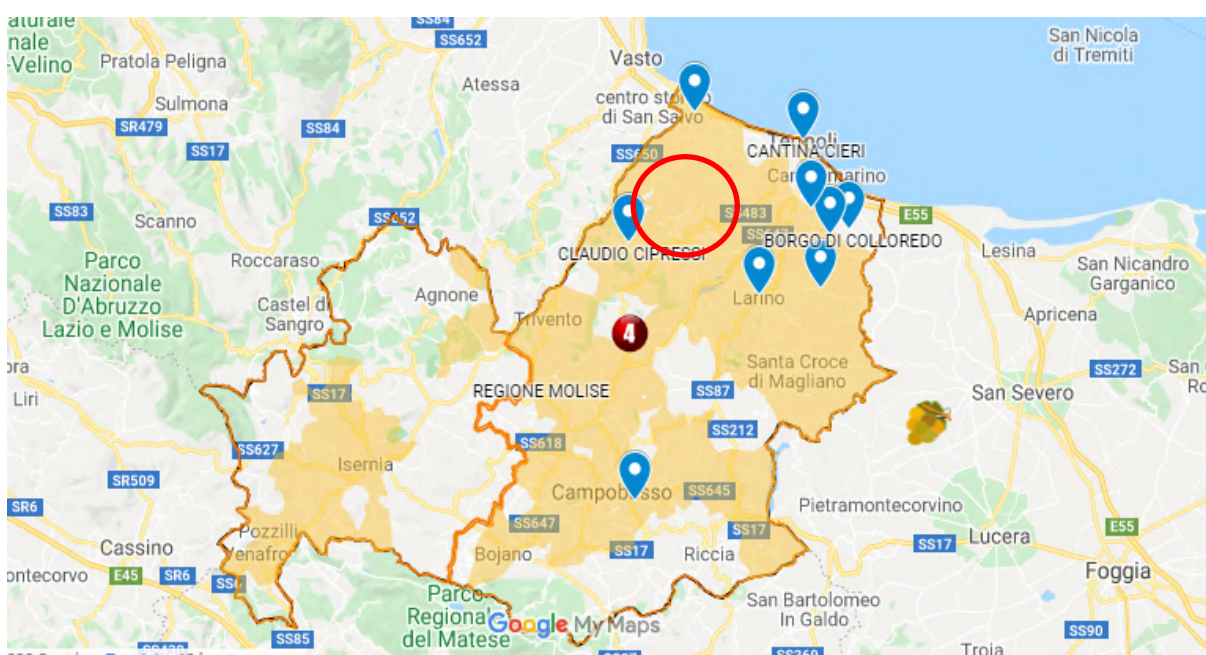 aturale
nale
-Velino
Pratola Peligna
SS84
SS652
Vasto
San Nicola
di Tremiti
Sulmona
Atessa
centro sto
di San Salvo
SR479
SS84
SS17
SS650
CANTINA CIERI
SS83
Scanno
SS652
SS483
E55
Roccaraso
CLAUDIO CIPRESSI
BORGO DI COLLOREDO
Lesina
San Nicandro
Garganico
Parco
Nazionale
D'Abruzzo
Lazio e Molise
Castel di
Sangro
Agnone
Trivento
Larino
Apricena
4
REGIONE MOLISE
Santa Croce
di Magliano
SS87
SS272
San
Liri
SS17
San Severo
SS627
SS618
SS212
Isernia
SR509
SR6
Campobasso
SS645
Pietramontecorvino
SS647
SS17
E55
Pozzilli
Venafro
Cassino
Bojano
SS17
Riccia
SS17
Lucera
Foggia
ontecorvo
E45
SR6
Parco
Regional
del Matese
Google My Maps
San Bartolomeo
In Galdo
SS85
SS90
Troia